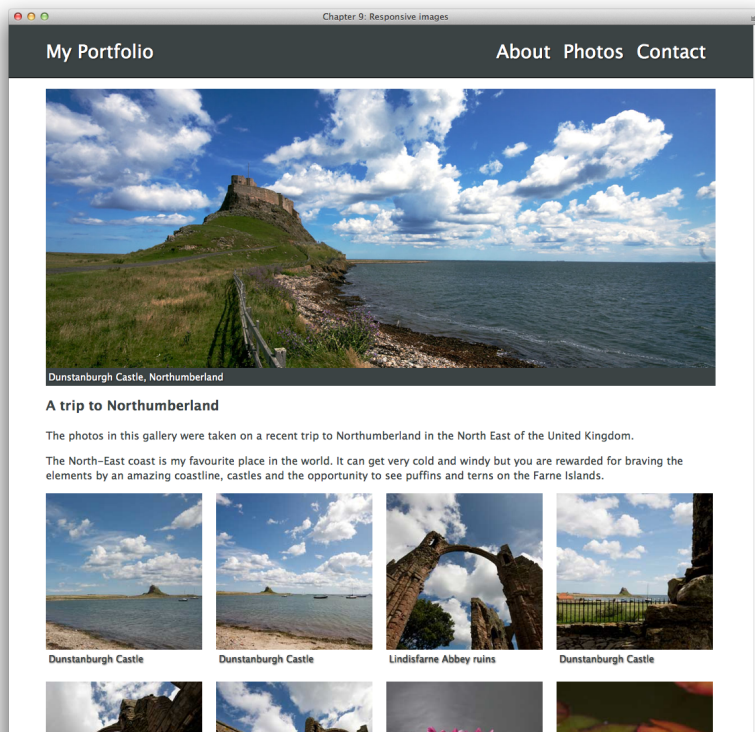 Chapter 9: Responsive images
My Portfolio
About Photos Contact
Dunstanburgh Castle, Northumberland
A trip to Northumberland
The photos in this gallery were taken on a recent trip to Northumberland in the North East of the United Kingdom.
The North-East coast is my favourite place in the world. It can get very cold and windy but you are rewarded for braving the
elements by an amazing coastline, castles and the opportunity to see puffins and terns on the Farne Islands.
Dunstanburgh Castle
Dunstanburgh Castle
Lindisfarne Abbey ruins
Dunstanburgh Castle